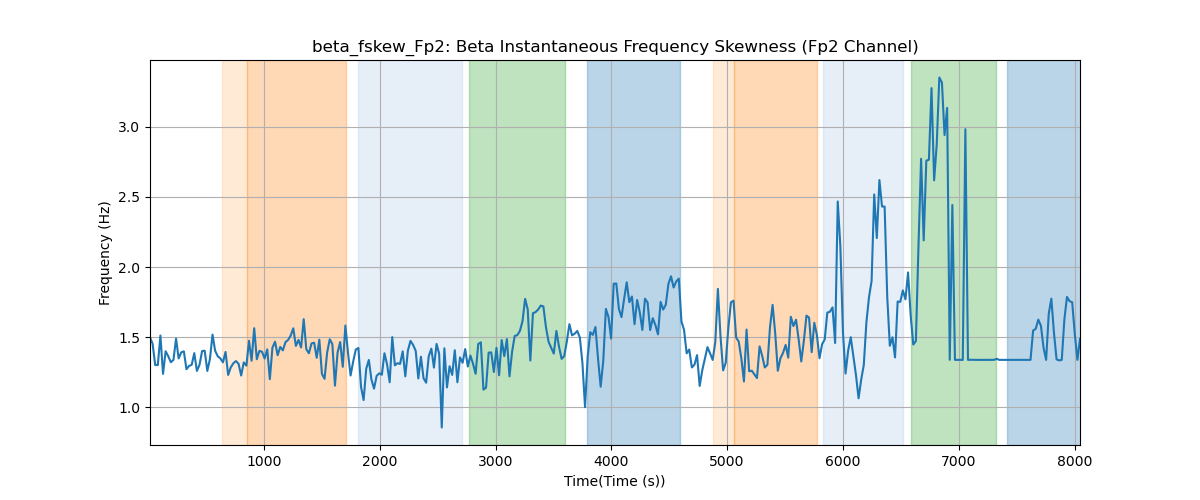 beta_fskew_Fp2: Beta Instantaneous Frequency Skewness (Fp2 Channel)
3.0
2.5
2.0
1.5
1.0
Frequency (Hz)
1000 2000 3000 4000 5000 6000 7000 8000
Time(Time (s))